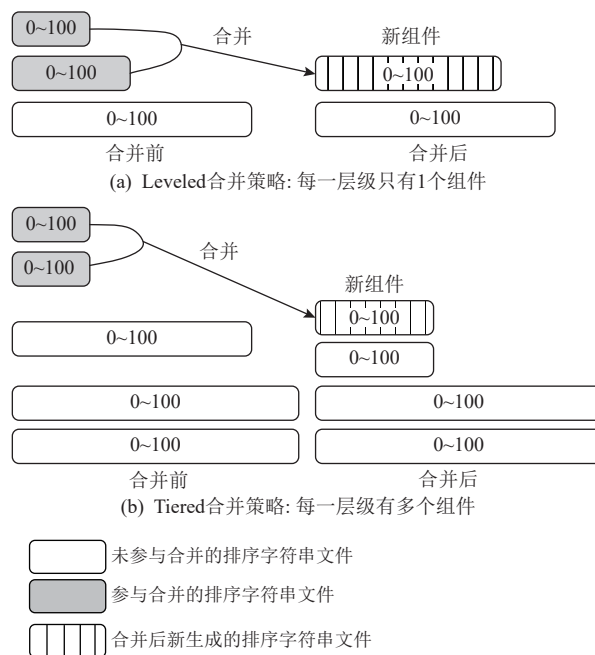 0~100
合并
新组件
0~100
0~100
0~100
0~100
合并前
合并后
(a) Leveled合并策略: 每一层级只有1个组件
0~100
合并
0~100
新组件
0~100
0~100
0~100
0~100
0~100
0~100
0~100
合并前
合并后
(b) Tiered合并策略: 每一层级有多个组件
未参与合并的排序字符串文件
参与合并的排序字符串文件
合并后新生成的排序字符串文件